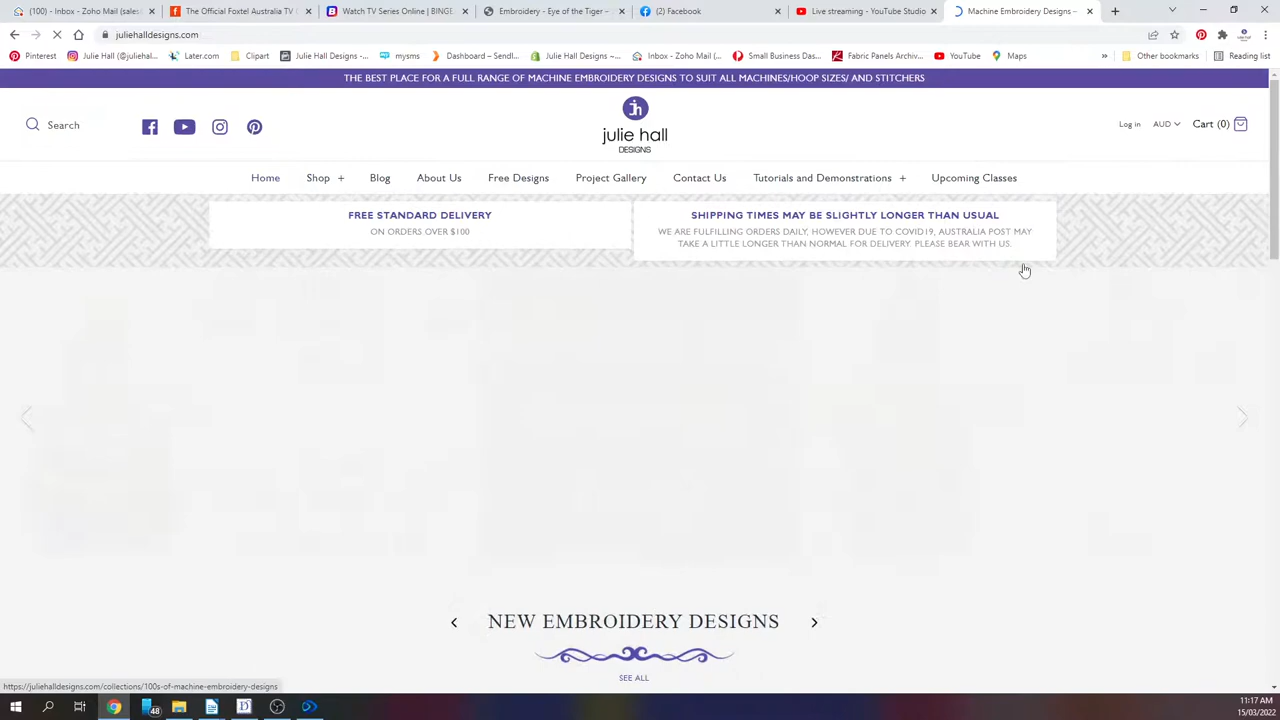 (100) - Inbox - Zoho Mail (sales
The Official Foxtel Australia TV
Watch TV Series Online | BINGE
Embroidery - Eye of the Tiger -
(2) Facebook
Live streaming - YouTube Studio
Machine Embroidery Designs -
juliehalldesigns.com
Pinterest
Julie Hall (@juliehal...
Later.com
Clipart
Julie Hall Designs -...
mysms
Dashboard – Sendl...
Julie Hall Designs ~...
Inbox - Zoho Mail (...
Small Business Das...
Fabric Panels Archiv...
YouTube
Maps
»
Other bookmarks
Reading list
THE BEST PLACE FOR A FULL RANGE OF MACHINE EMBROIDERY DESIGNS TO SUIT ALL MACHINES/HOOP SIZES/ AND STITCHERS
Search
jh
julie hall
DESIGNS
Log in
AUD
Cart (0)
Home
Shop +
Blog
About Us
Free Designs
Project Gallery
Contact Us
Tutorials and Demonstrations +
Upcoming Classes
FREE STANDARD DELIVERY
ON ORDERS OVER $100
SHIPPING TIMES MAY BE SLIGHTLY LONGER THAN USUAL
WE ARE FULFILLING ORDERS DAILY, HOWEVER DUE TO COVID19, AUSTRALIA POST MAY
TAKE A LITTLE LONGER THAN NORMAL FOR DELIVERY. PLEASE BEAR WITH US.
NEW EMBROIDERY DESIGNS
SEE ALL
https://juliehalldesigns.com/collections/100s-of-machine-embroidery-designs
48
11:17 AM
15/03/2022